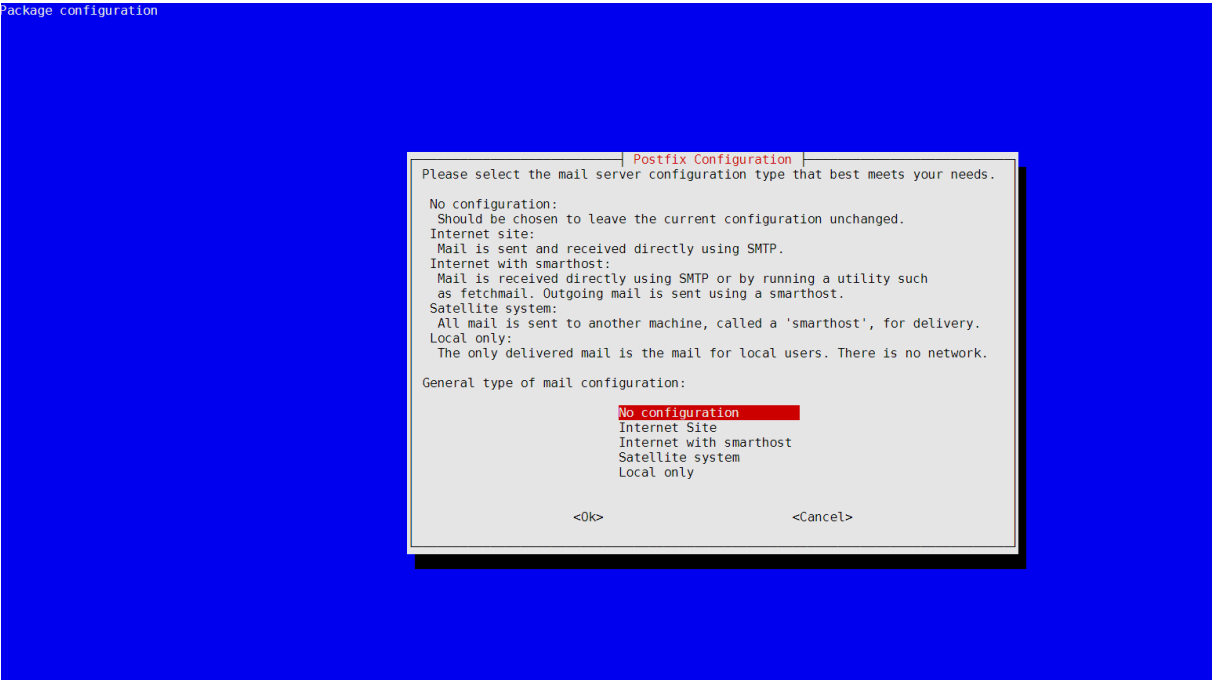 Package configuration
Postfix Configuration
Please select the mail server configuration type that best meets your needs.
No configuration:
Should be chosen to leave the current configuration unchanged.
Internet site:
Mail is sent and received directly using SMTP.
Internet with smarthost:
Mail is received directly using SMTP or by running a utility such
as fetchmail. Outgoing mail is sent using a smarthost.
Satellite system:
All mail is sent to another machine, called a 'smarthost', for delivery.
Local only:
The only delivered mail is the mail for local users. There is no network.
General type of mail configuration:
No configuration
Internet Site
Internet with smarthost
Satellite system
Local only
<Ok> <Cancel>